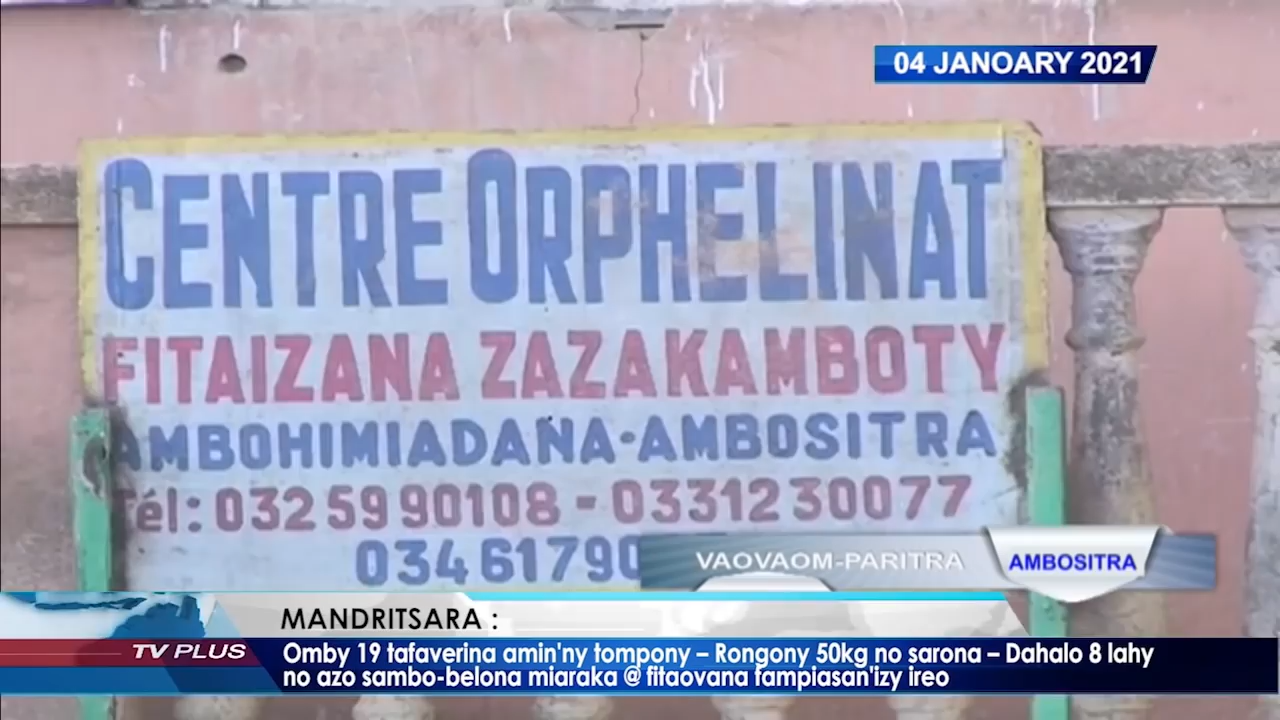 04 JANOARY 2021
CENTRE ORPHELINAT
FITAIZANA ZAZAKAMBOTY
AMBOHIMIADANA-AMBOSITRA
Tél: 032 59 90108 - 0331230077
034 61790
VAOVAOM-PARITRA AMBOSITRA
MANDRITSARA :
TV PLUS
Omby 19 tafaverina amin'ny tompony – Rongony 50kg no sarona – Dahalo 8 lahy
no azo sambo-belona miaraka @ fitaovana fampiasan'izy ireo